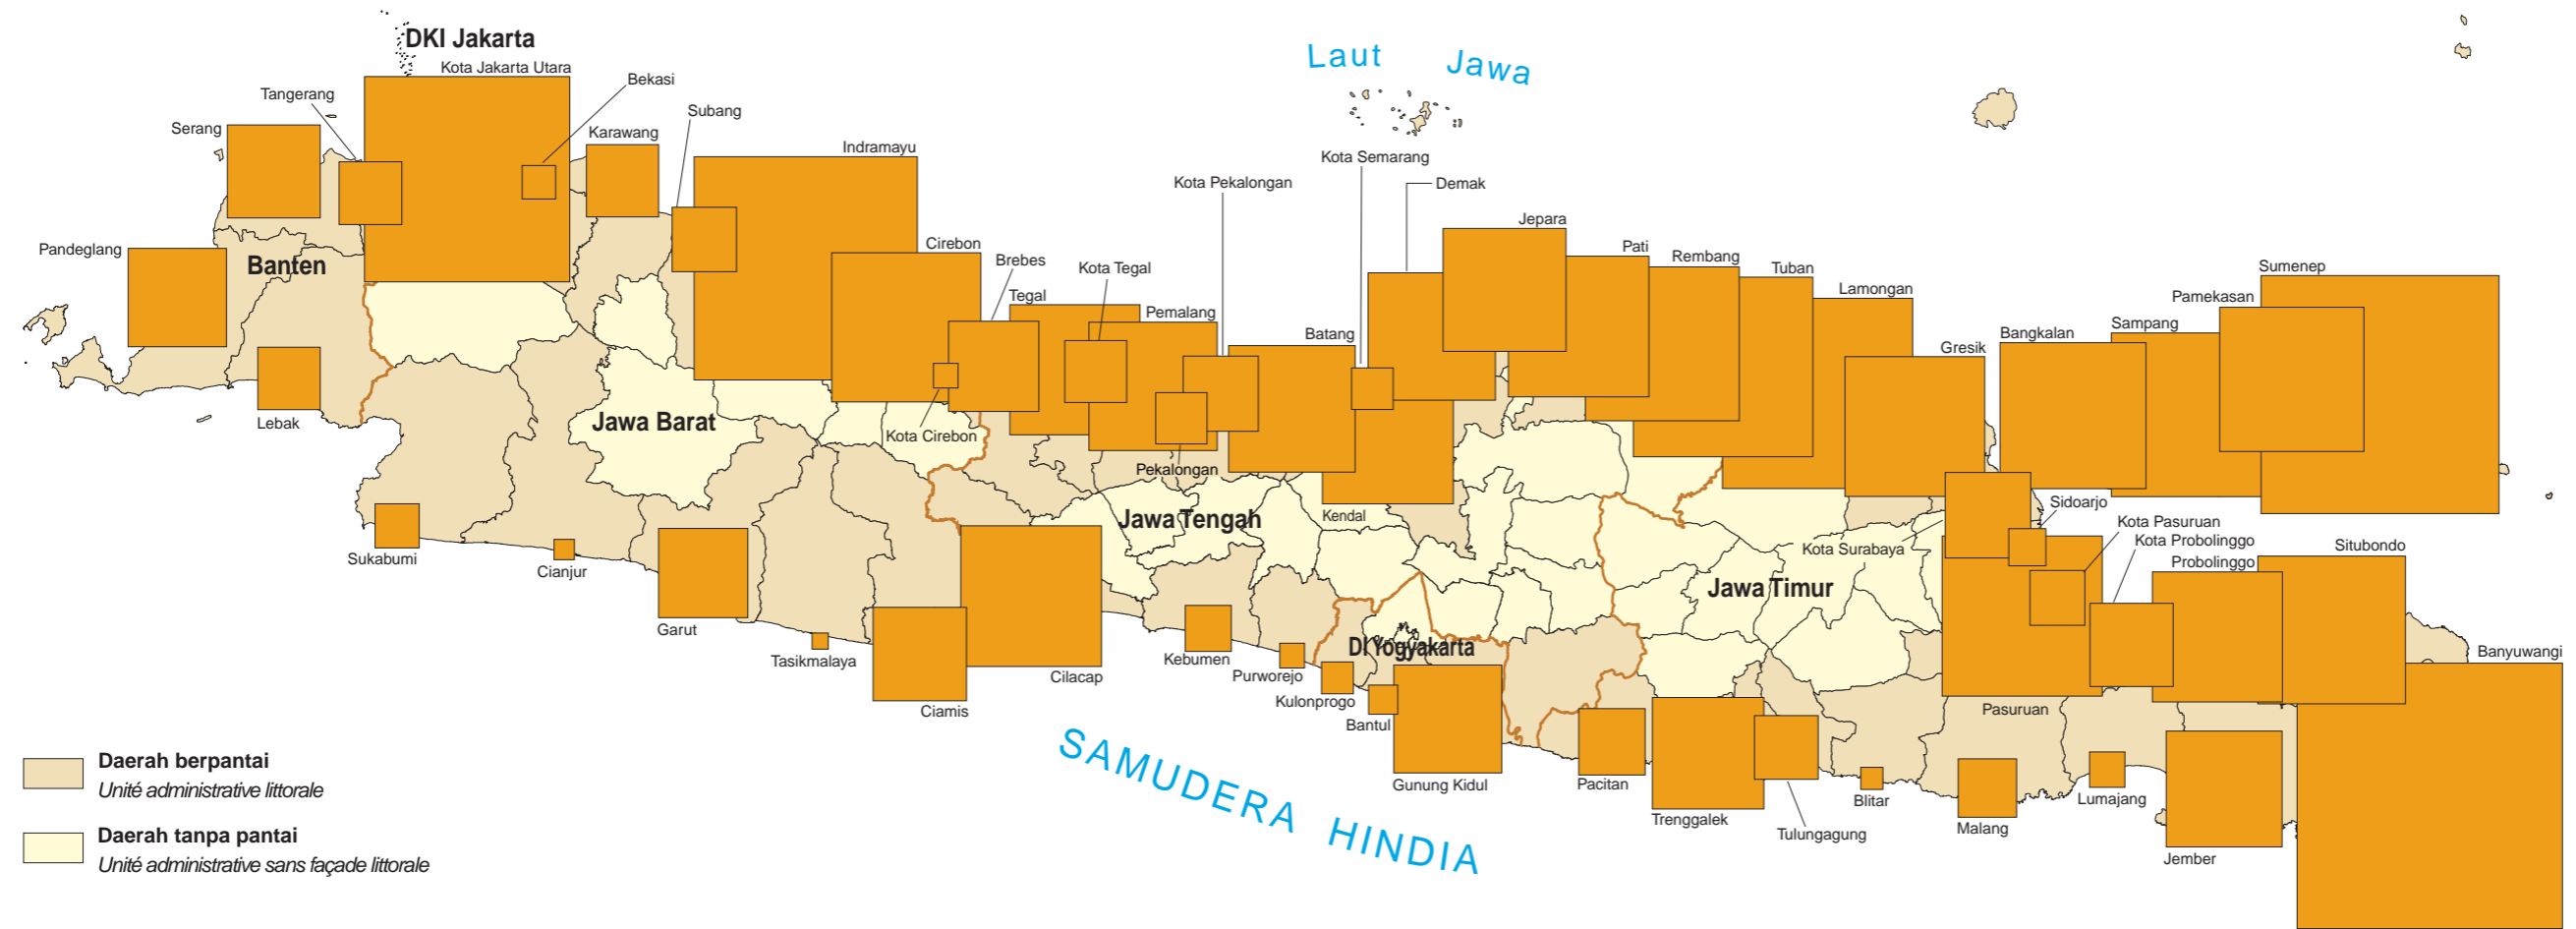 DKI Jakarta
Kota Jakarta Utara
Tangerang
Bekasi
Serang
Subang
Karawang
Indramayu
Pandeglang
Banten
Lebak
Cirebon
Brebes
Tegal
Kota Tegal
Pemalang
Kota Pekalongan
Laut Jawa
Kota Semarang
Demak
Jepara
Pati
Rembang
Tuban
Lamongan
Gresik
Bangkalan
Sampang
Pamekasan
Sumenep
Batang
Jawa Barat
Kota Cirebon
Pekalongan
Kendal
Jawa Tengah
Sukabumi
Cianjur
Garut
Tasikmalaya
Ciamis
Cilacap
Kebumen
Purworejo
Kulonprogo
Bantul
DI Yogyakarta
Gunung Kidul
Jawa Timur
Kota Surabaya
Sidoarjo
Kota Pasuruan
Kota Probolinggo
Probolinggo
Situbondo
Banyuwangi
Pasuruan
Pacitan
Trenggalek
Tulungagung
Blitar
Malang
Lumajang
Jember
SAMUDERA HINDIA
Daerah berpantai
Unité administrative littorale
Daerah tanpa pantai
Unité administrative sans façade littorale